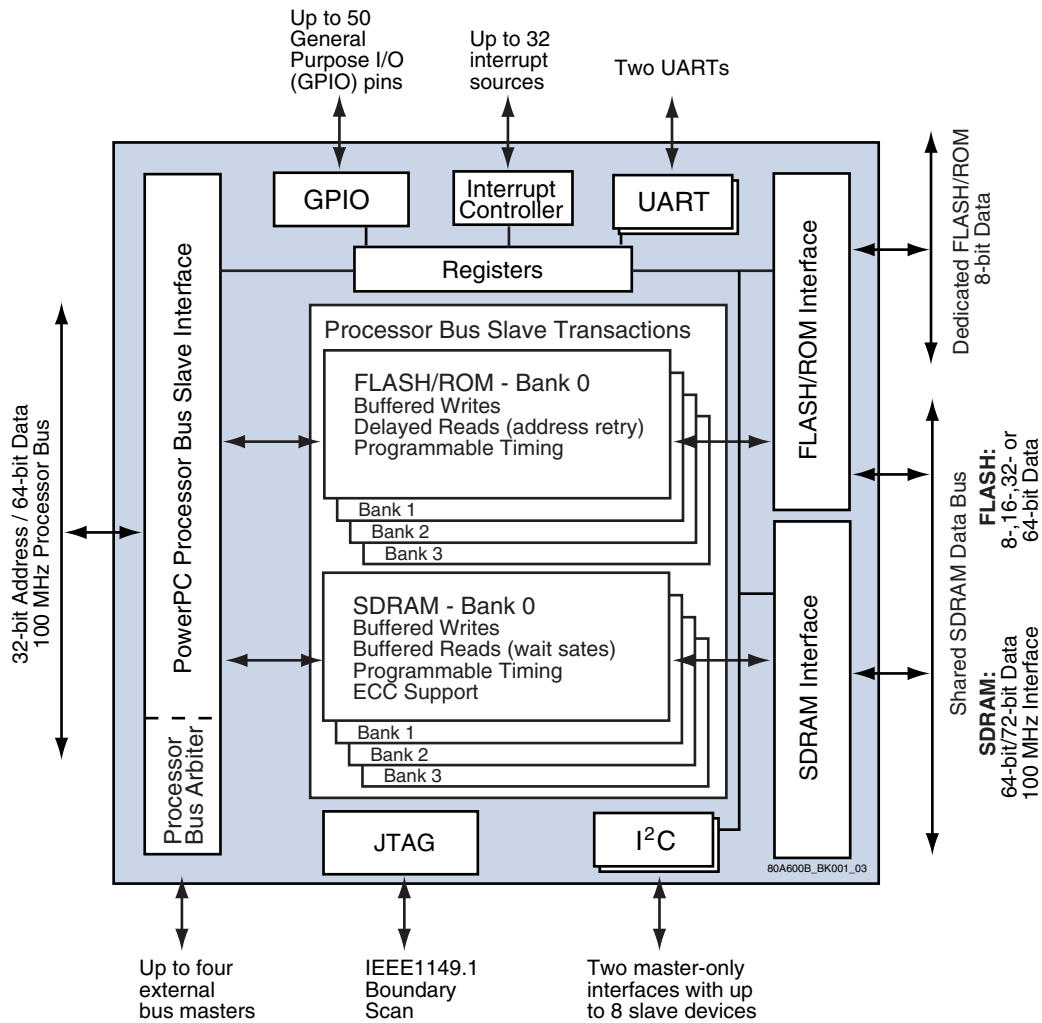 Up to 50
General
Purpose I/O
(GPIO) pins
Up to 32
interrupt
sources
Two UARTs
GPIO
Interrupt
Controller
UART
Registers
PowerPC Processor Bus Slave Interface
Processor
Bus Arbiter
32-bit Address / 64-bit Data
100 MHz Processor Bus
Processor Bus Slave Transactions
FLASH/ROM - Bank 0
Buffered Writes
Delayed Reads (address retry)
Programmable Timing
Bank 1
Bank 2
Bank 3
SDRAM - Bank 0
Buffered Writes
Buffered Reads (wait sates)
Programmable Timing
ECC Support
Bank 1
Bank 2
Bank 3
FLASH/ROM Interface
SDRAM Interface
Dedicated FLASH/ROM
8-bit Data
Shared SDRAM Data Bus
FLASH:
8-,16-,32- or
64-bit Data
SDRAM:
64-bit/72-bit Data
100 MHz Interface
JTAG
I²C
80A600B_BK001_03
Up to four
external
bus masters
IEEE1149.1
Boundary
Scan
Two master-only
interfaces with up
to 8 slave devices